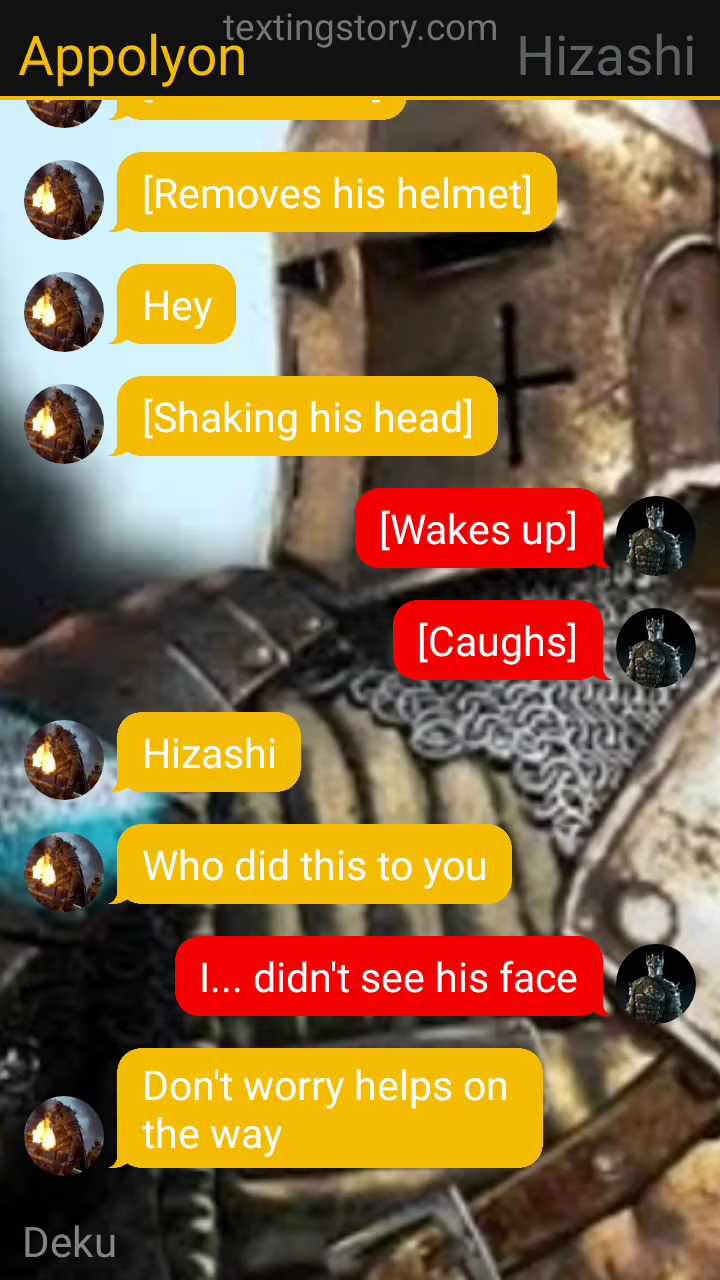 textingstory.com
Appolyon
Hizashi
[Removes his helmet]
Hey
[Shaking his head]
[Wakes up]
[Caughs]
Hizashi
Who did this to you
I... didn't see his face
Don't worry helps on
the way
Deku